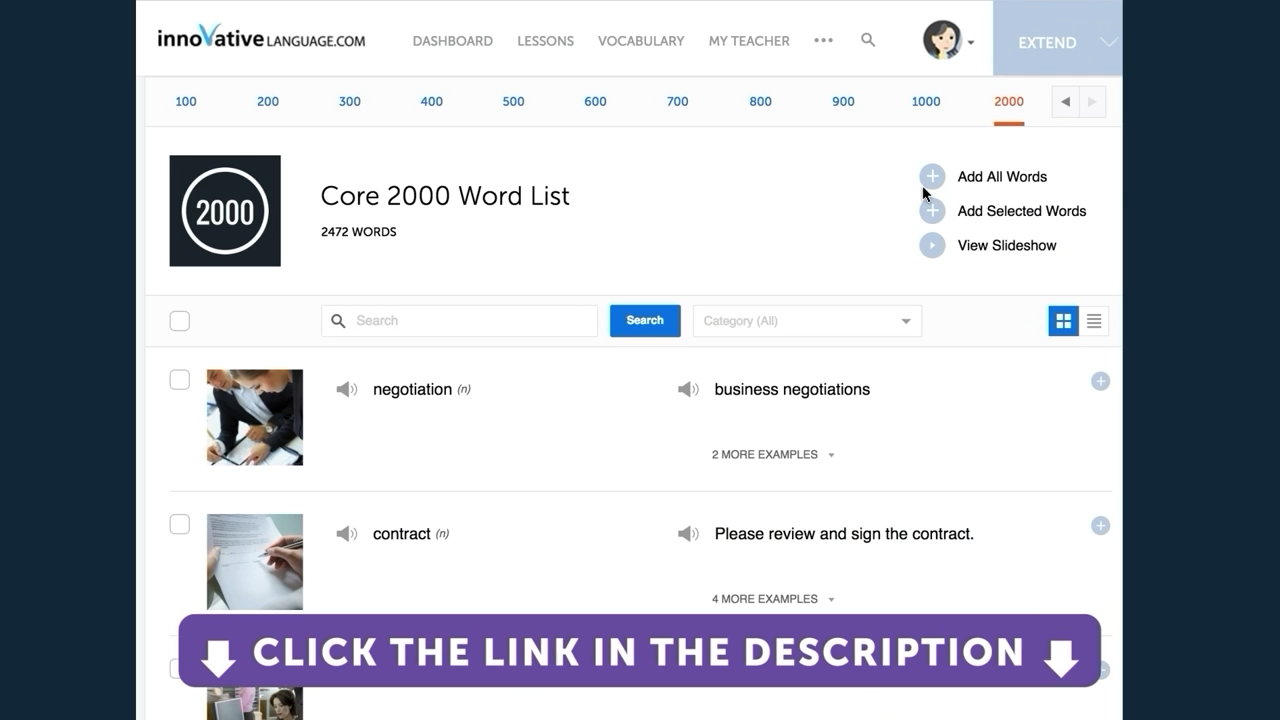 innoVative LANGUAGE.COM
DASHBOARD LESSONS VOCABULARY MY TEACHER ••• EXTEND
100 200 300 400 500 600 700 800 900 1000 2000
2000
Core 2000 Word List
2472 WORDS
Add All Words
Add Selected Words
View Slideshow
Search Search Category (All)
negotiation (n) business negotiations
2 MORE EXAMPLES
contract (n) Please review and sign the contract.
4 MORE EXAMPLES
CLICK THE LINK IN THE DESCRIPTION